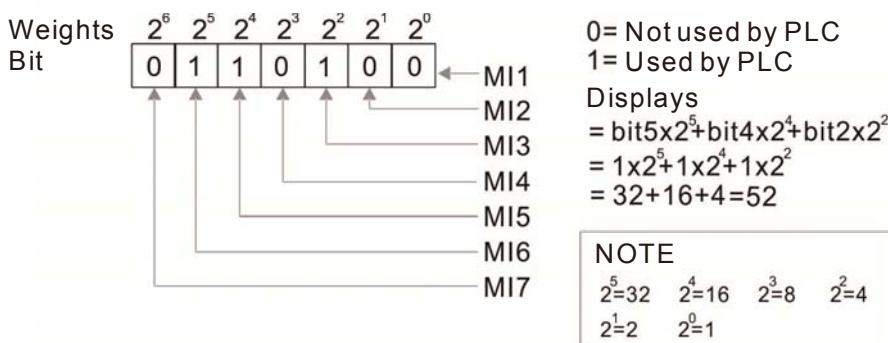 Weights 2⁶ 2⁵ 2⁴ 2³ 2² 2¹ 2⁰
Bit 0 1 1 0 1 0 0
MI1
MI2
MI3
MI4
MI5
MI6
MI7
0= Not used by PLC
1= Used by PLC
Displays
= bit5x2⁵+bit4x2⁴+bit2x2²
= 1x2⁵+1x2⁴+1x2²
= 32+16+4=52
NOTE
2⁵=32 2⁴=16 2³=8 2²=4
2¹=2 2⁰=1